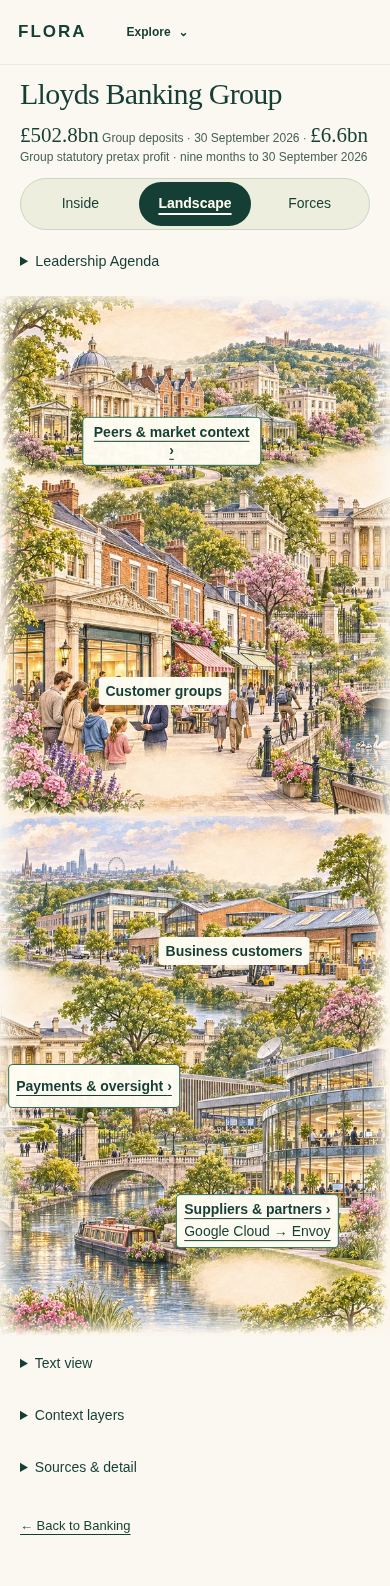 FLORA
Explore ⌄
Lloyds Banking Group
£502.8bn Group deposits · 30 September 2026 · £6.6bn
Group statutory pretax profit · nine months to 30 September 2026
Inside Landscape Forces
▶ Leadership Agenda
Peers & market context
›
Customer groups
Business customers
Payments & oversight ›
Suppliers & partners ›
Google Cloud → Envoy
▶ Text view
▶ Context layers
▶ Sources & detail
← Back to Banking